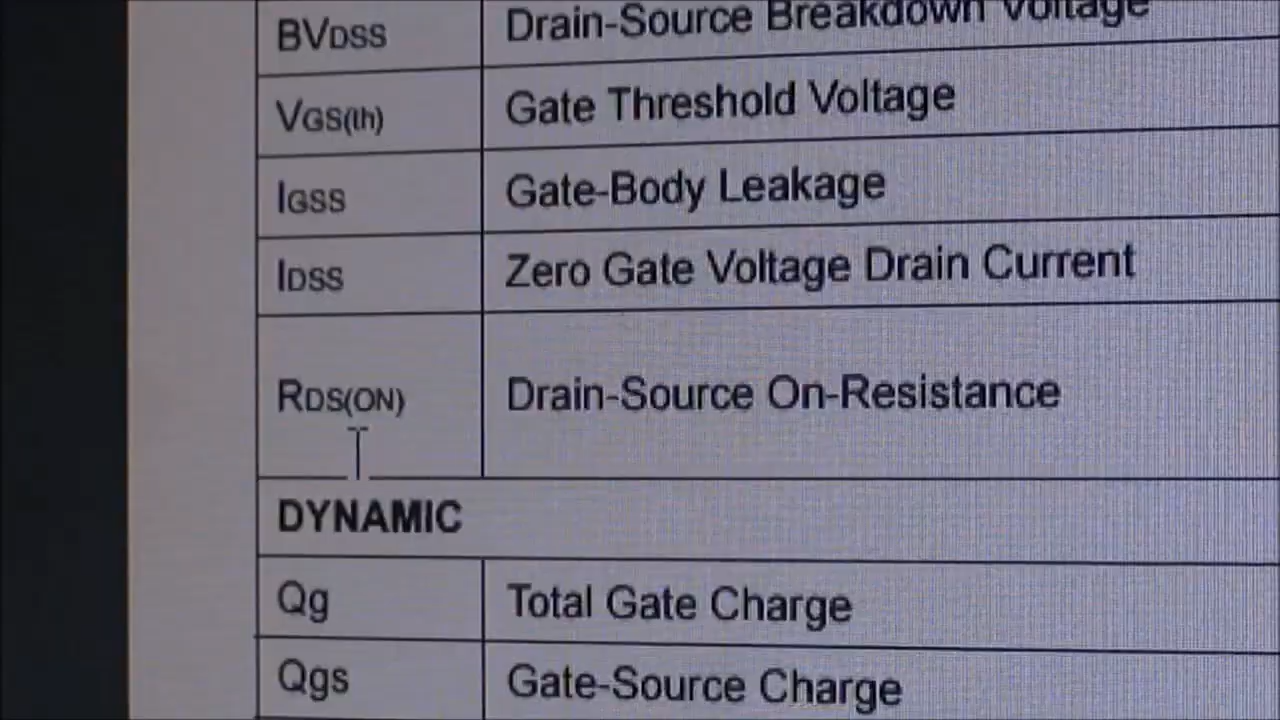 BVDSS Drain-Source Breakdown Voltage
VGS(th) Gate Threshold Voltage
IGSS Gate-Body Leakage
IDSS Zero Gate Voltage Drain Current
RDS(ON) Drain-Source On-Resistance
DYNAMIC
Qg Total Gate Charge
Qgs Gate-Source Charge